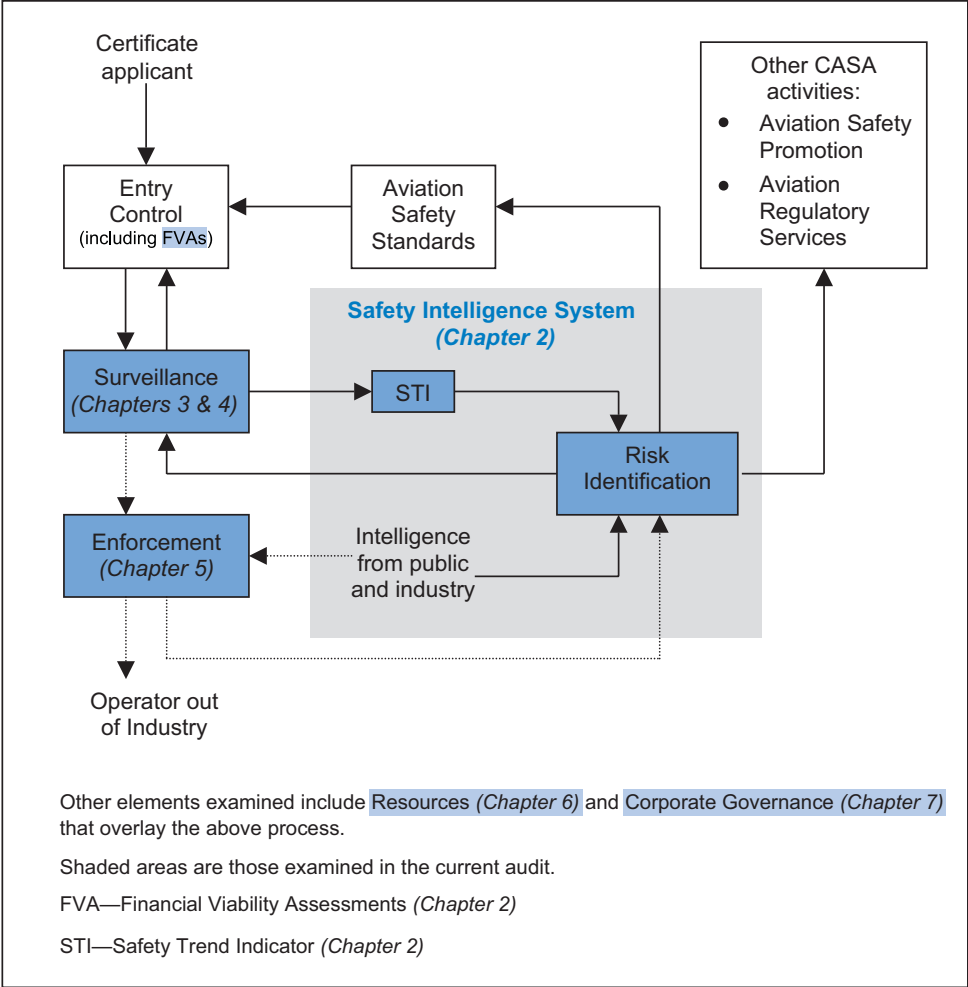 Certificate
applicant
Other CASA
activities:
• Aviation Safety
Promotion
• Aviation
Regulatory
Services
Entry
Control
(including FVAs)
Aviation
Safety
Standards
Safety Intelligence System
(Chapter 2)
Surveillance
(Chapters 3 & 4)
STI
Risk
Identification
Enforcement
(Chapter 5)
Intelligence
from public
and industry
Operator out
of Industry
Other elements examined include Resources (Chapter 6) and Corporate Governance (Chapter 7)
that overlay the above process.
Shaded areas are those examined in the current audit.
FVA—Financial Viability Assessments (Chapter 2)
STI—Safety Trend Indicator (Chapter 2)